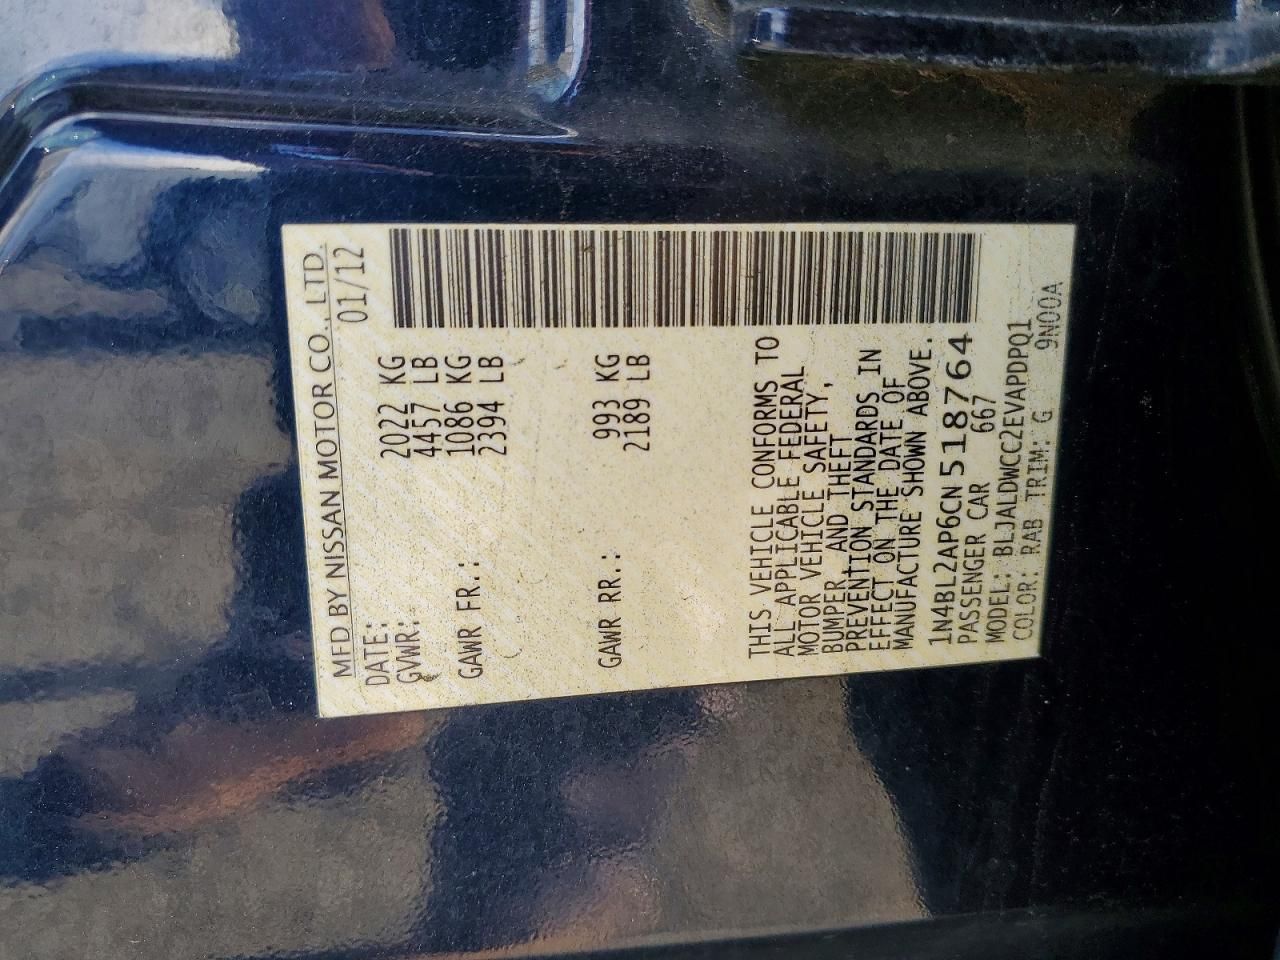 MFD BY NISSAN MOTOR CO., LTD.
DATE: 01/12
GVWR: 2022 KG
4457 LB
GAWR FR.: 1086 KG
2394 LB
GAWR RR.: 993 KG
2189 LB
THIS VEHICLE CONFORMS TO
ALL APPLICABLE FEDERAL
MOTOR VEHICLE SAFETY,
BUMPER, AND THEFT
PREVENTION STANDARDS IN
EFFECT ON THE DATE OF
MANUFACTURE SHOWN ABOVE.
1N4BL2AP6CN518764
PASSENGER CAR 667
MODEL: BLJALDWCC2EVAPDPQ1
COLOR: RAB TRIM: G 9N00A